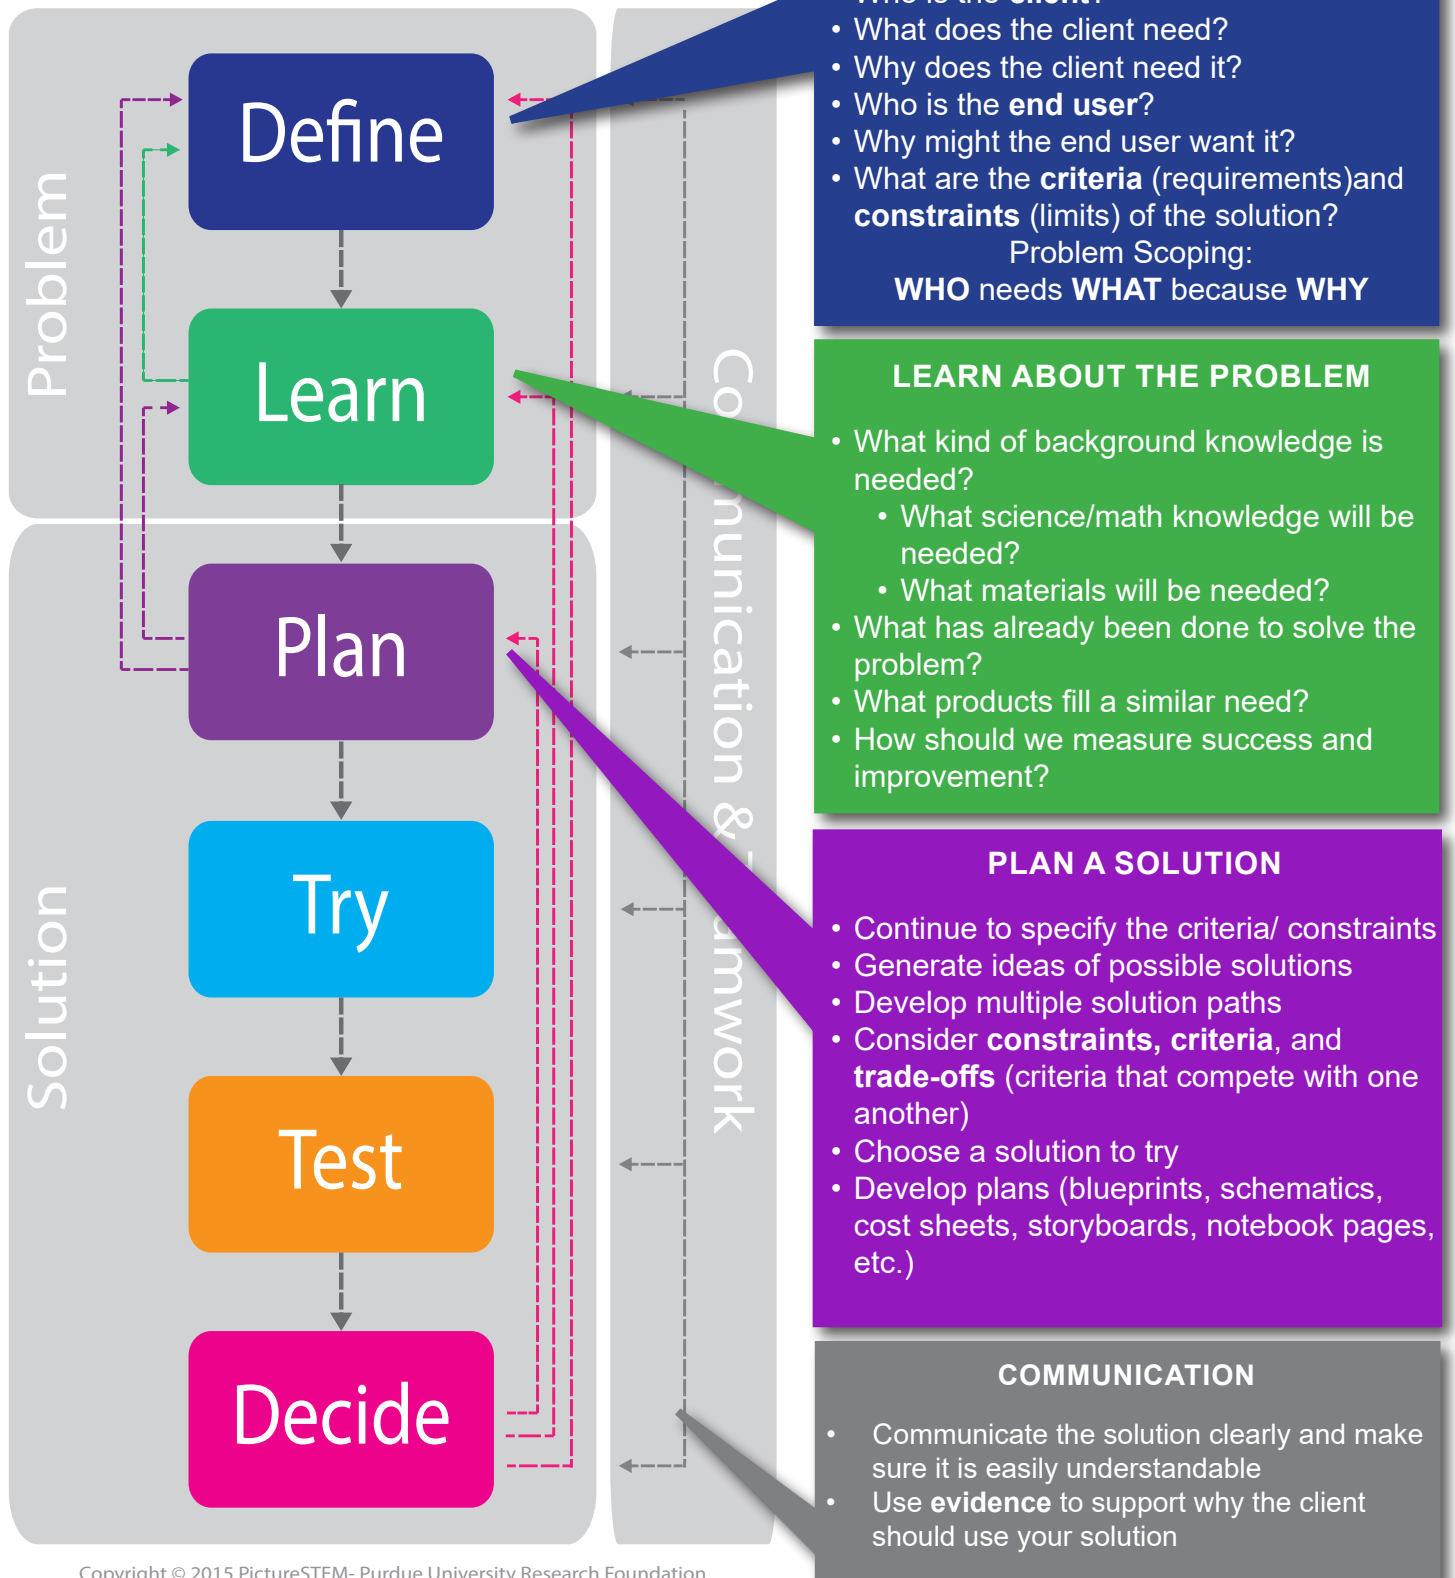 Problem
Define
Learn
Solution
Plan
Try
Test
Decide
Communication &
Who is the client?
• What does the client need?
• Why does the client need it?
• Who is the end user?
• Why might the end user want it?
• What are the criteria (requirements)and
constraints (limits) of the solution?
Problem Scoping:
WHO needs WHAT because WHY
LEARN ABOUT THE PROBLEM
• What kind of background knowledge is
needed?
• What science/math knowledge will be
needed?
• What materials will be needed?
• What has already been done to solve the
problem?
• What products fill a similar need?
• How should we measure success and
improvement?
PLAN A SOLUTION
• Continue to specify the criteria/ constraints
• Generate ideas of possible solutions
• Develop multiple solution paths
• Consider constraints, criteria, and
trade-offs (criteria that compete with one
another)
• Choose a solution to try
• Develop plans (blueprints, schematics,
cost sheets, storyboards, notebook pages,
etc.)
COMMUNICATION
• Communicate the solution clearly and make
sure it is easily understandable
• Use evidence to support why the client
should use your solution
Copyright © 2015 PictureSTEM- Purdue University Research Foundation